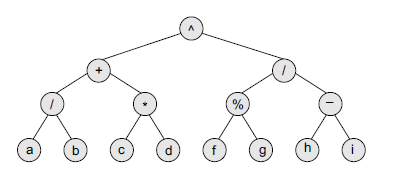 ^
+ /
/ * % –
a b c d f g h i